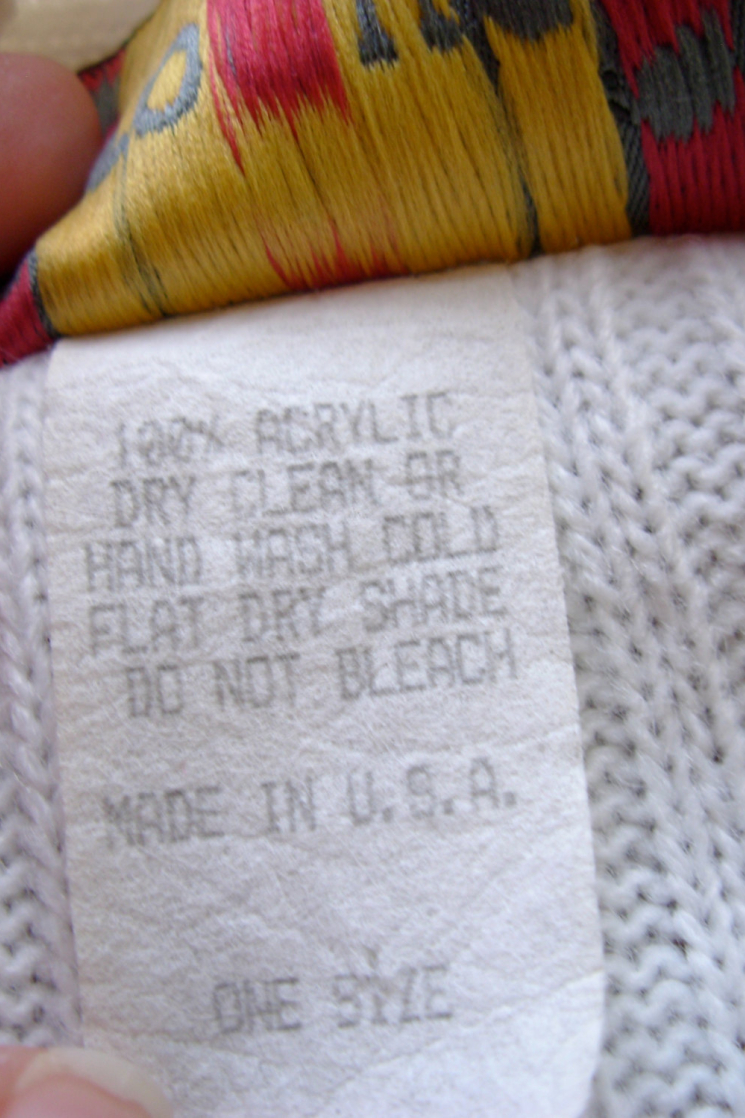 100% ACRYLIC
DRY CLEAN OR
HAND WASH COLD
FLAT DRY SHADE
DO NOT BLEACH
MADE IN U.S.A.
ONE SIZE